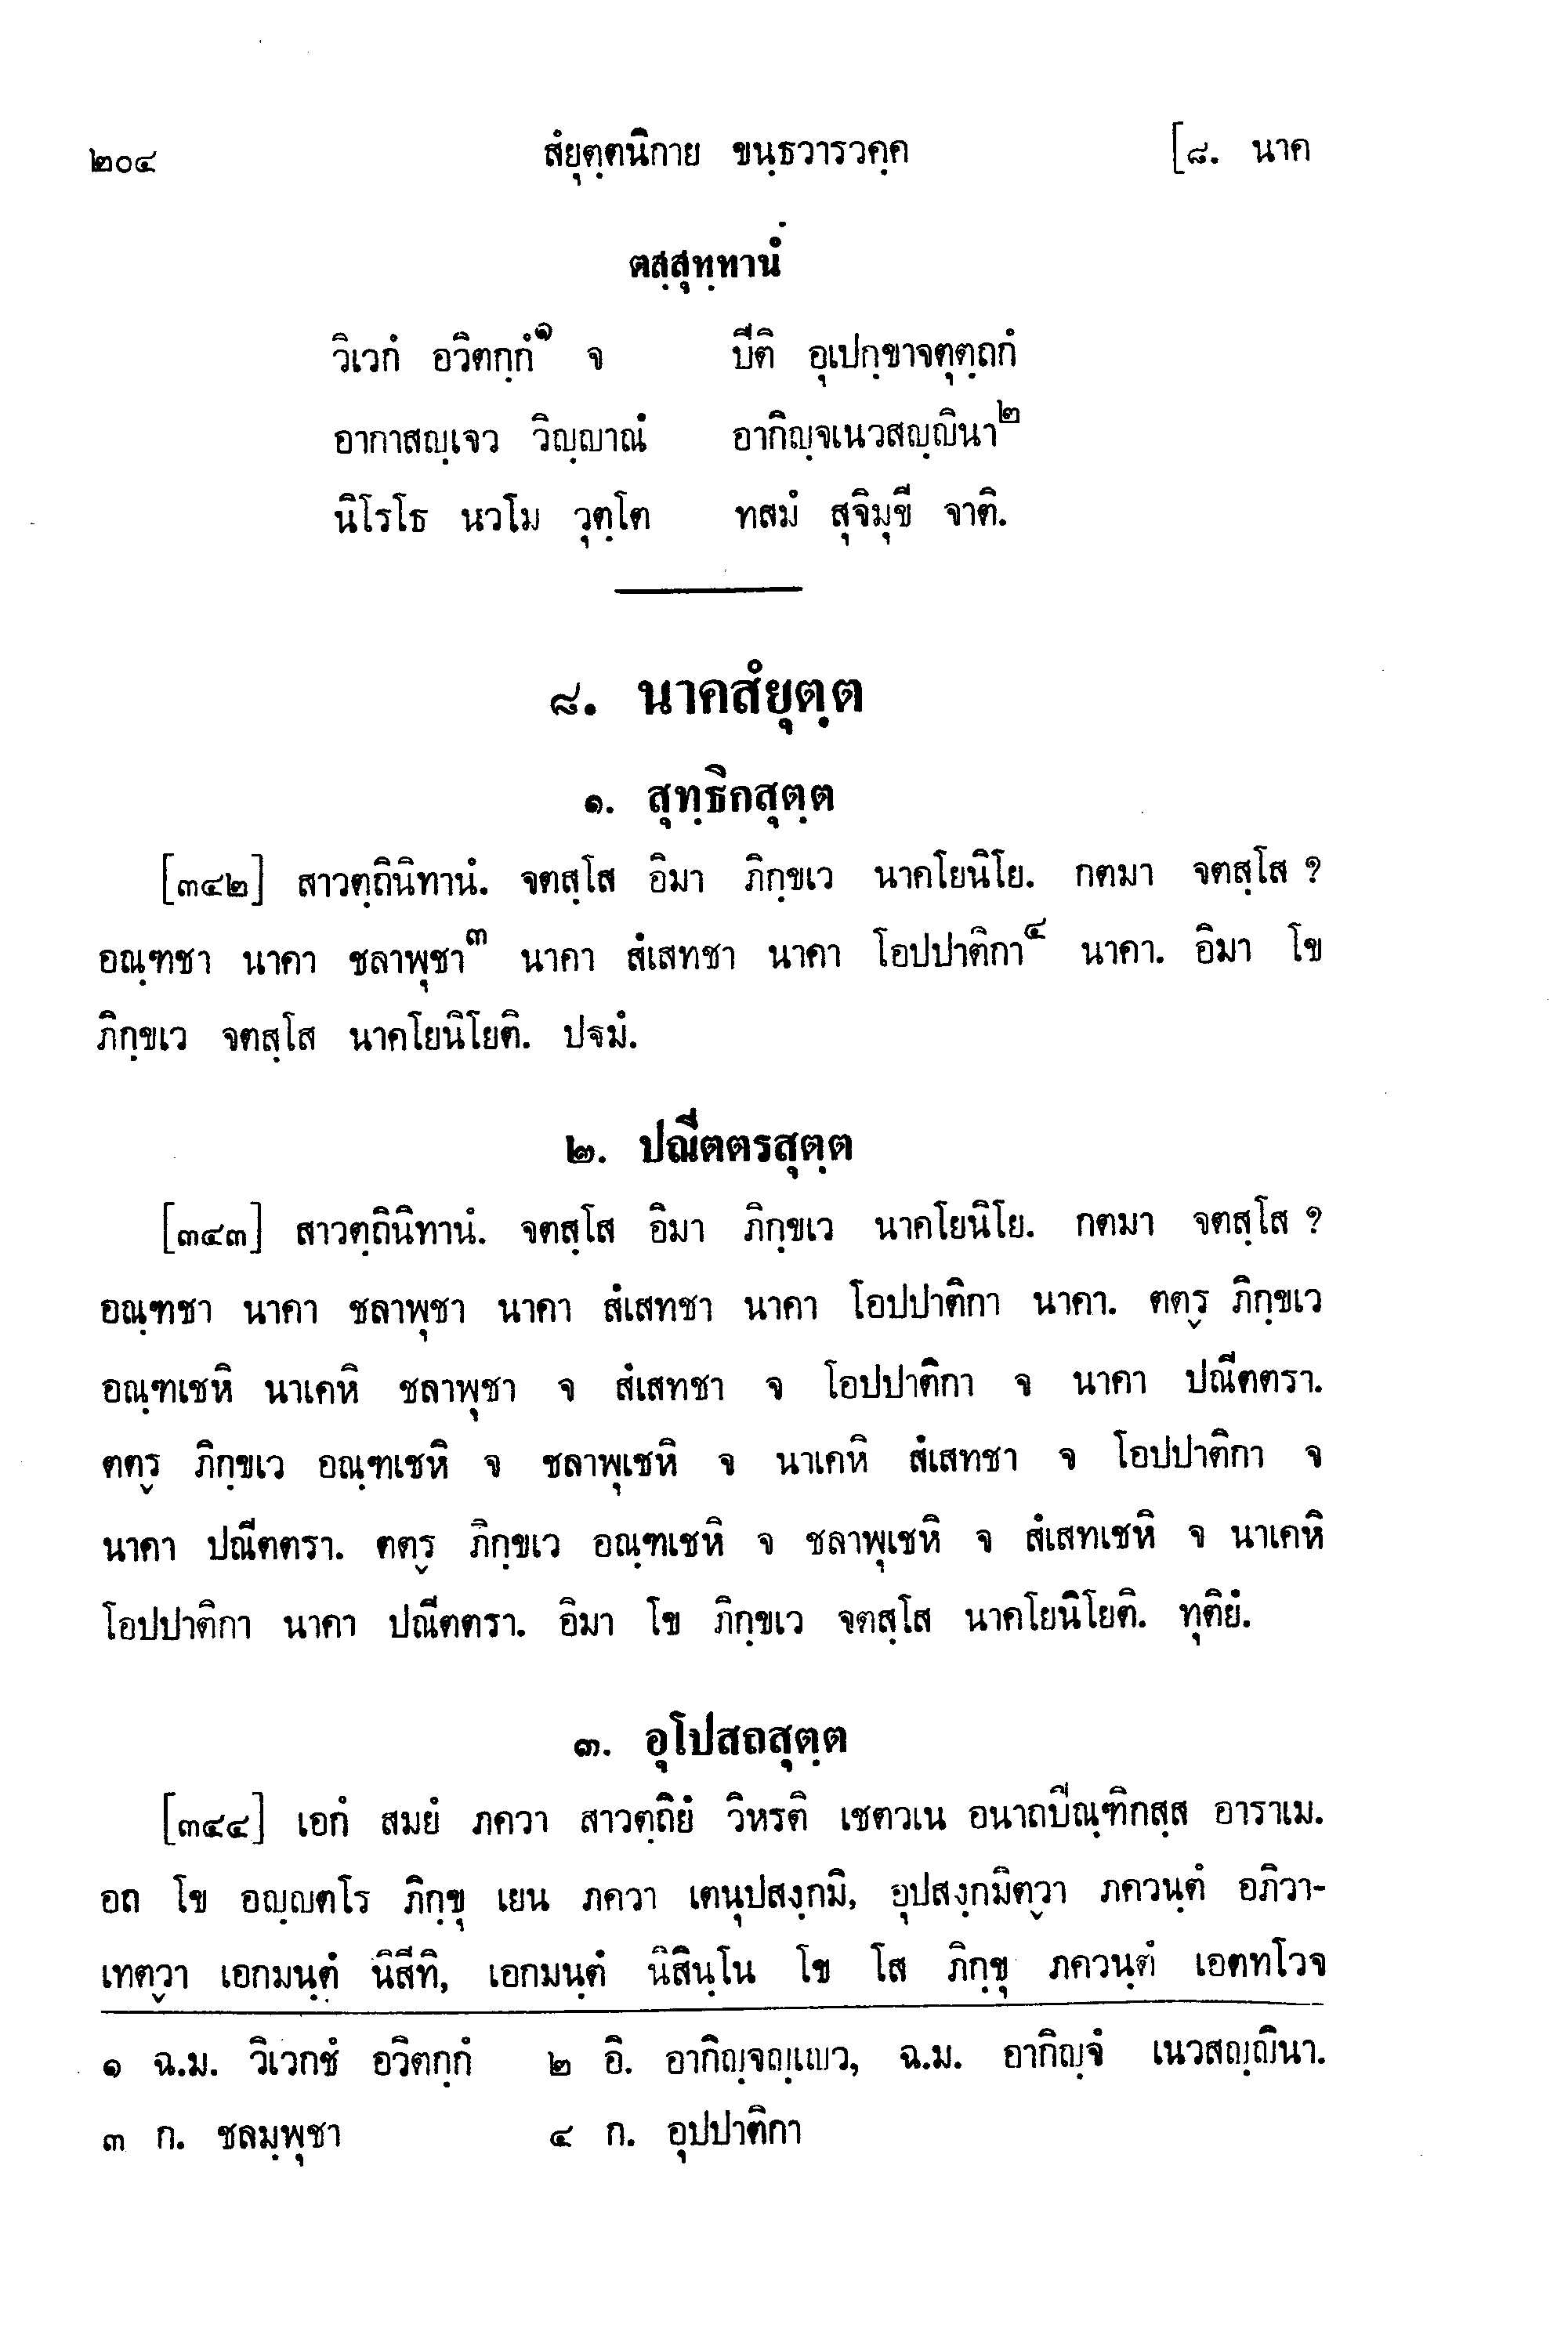 ๒๐๔ สํยุตฺตนิกาย ขนฺธวารวคฺค [๘. นาค
ตสฺสุทฺทานํ
วิเวกํ อวิตกฺกํ๑ จ ปีติ อุเปกฺขาจตุตฺถกํ
อากาสญฺเจว วิญฺญาณํ อากิญฺจเนวสญฺญินา๒
นิโรโธ นวโม วุตฺโต ทสมํ สุจิมุขี จาติ.
๘. นาคสํยุตฺต
๑. สุทฺธิกสุตฺต
[๓๔๒] สาวตฺถินิทานํ. จตสฺโส อิมา ภิกฺขเว นาคโยนิโย. กตมา จตสฺโส ?
อณฺฑชา นาคา ชลาพุชา๓ นาคา สํเสทชา นาคา โอปปาติกา๔ นาคา. อิมา โข
ภิกฺขเว จตสฺโส นาคโยนิโยติ. ปฐมํ.
๒. ปณีตตรสุตฺต
[๓๔๓] สาวตฺถินิทานํ. จตสฺโส อิมา ภิกฺขเว นาคโยนิโย. กตมา จตสฺโส ?
อณฺฑชา นาคา ชลาพุชา นาคา สํเสทชา นาคา โอปปาติกา นาคา. ตตฺร ภิกฺขเว
อณฺฑเชหิ นาเคหิ ชลาพุชา จ สํเสทชา จ โอปปาติกา จ นาคา ปณีตตรา.
ตตฺร ภิกฺขเว อณฺฑเชหิ จ ชลาพุเชหิ จ นาเคหิ สํเสทชา จ โอปปาติกา จ
นาคา ปณีตตรา. ตตฺร ภิกฺขเว อณฺฑเชหิ จ ชลาพุเชหิ จ สํเสทเชหิ จ นาเคหิ
โอปปาติกา นาคา ปณีตตรา. อิมา โข ภิกฺขเว จตสฺโส นาคโยนิโยติ. ทุติยํ.
๓. อุโปสถสุตฺต
[๓๔๔] เอกํ สมยํ ภควา สาวตฺถิยํ วิหรติ เชตวเน อนาถปิณฺฑิกสฺส อาราเม.
อถ โข อญฺญตโร ภิกฺขุ เยน ภควา เตนุปสงฺกมิ, อุปสงฺกมิตฺวา ภควนฺตํ อภิวา-
เทตฺวา เอกมนฺตํ นิสีทิ, เอกมนฺตํ นิสินฺโน โข โส ภิกฺขุ ภควนฺตํ เอตทโวจ
๑ ฉ.ม. วิเวกชํ อวิตกฺกํ ๒ อิ. อากิญฺจญฺเญว, ฉ.ม. อากิญฺจํ เนวสญฺญินา.
๓ ก. ชลมฺพุชา ๔ ก. อุปปาติกา